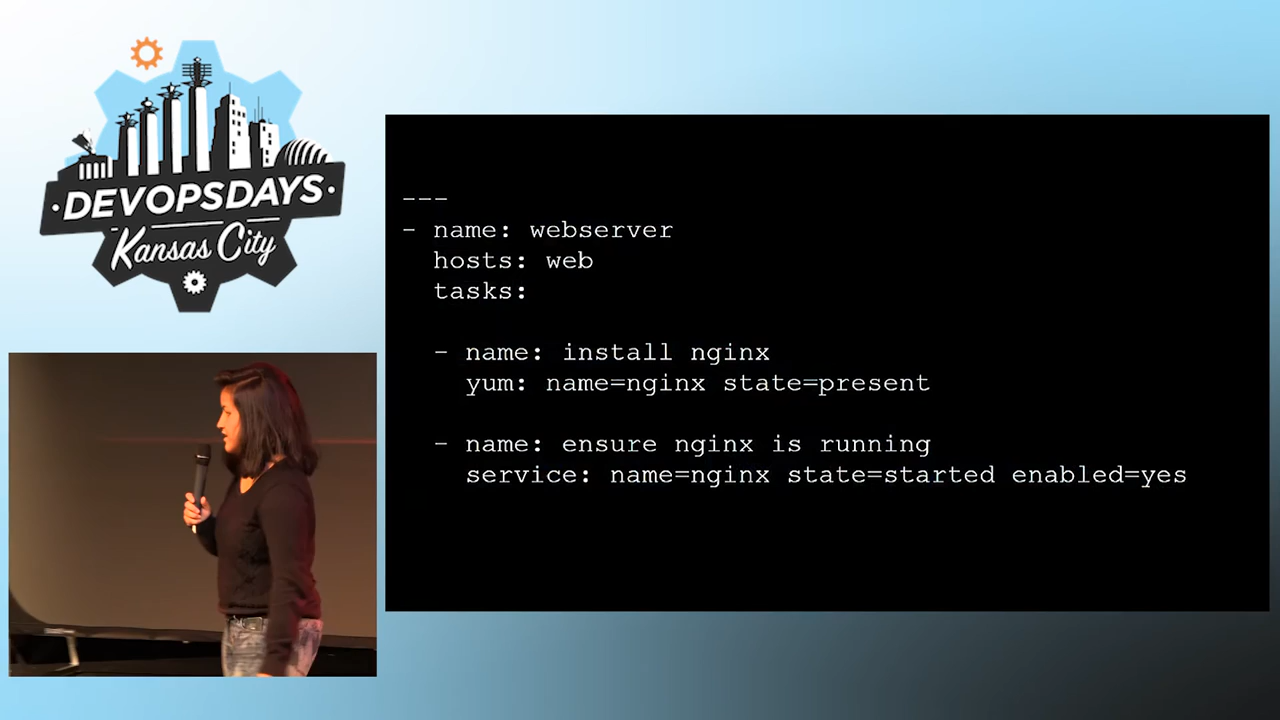 DEVOPSDAYS
Kansas City
---
- name: webserver
hosts: web
tasks:
- name: install nginx
yum: name=nginx state=present
- name: ensure nginx is running
service: name=nginx state=started enabled=yes